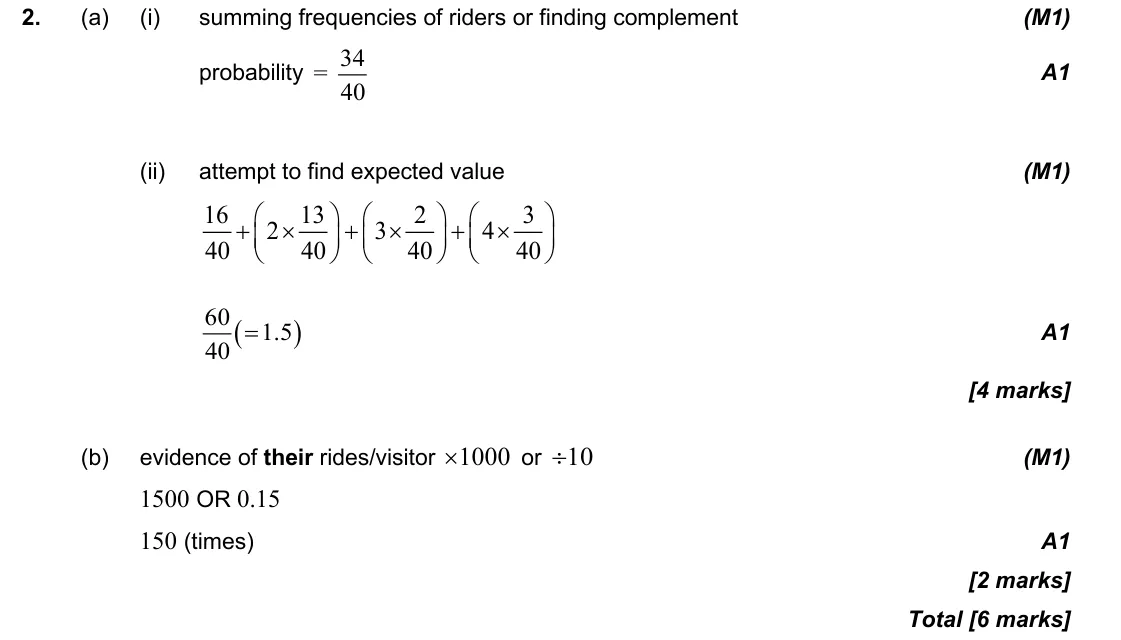 2. (a) (i) summing frequencies of riders or finding complement (M1)
probability = 34/40 A1
(ii) attempt to find expected value (M1)
16/40 + (2 × 13/40) + (3 × 2/40) + (4 × 3/40)
60/40 (= 1.5) A1
[4 marks]
(b) evidence of their rides/visitor ×1000 or ÷10 (M1)
1500 OR 0.15
150 (times) A1
[2 marks]
Total [6 marks]